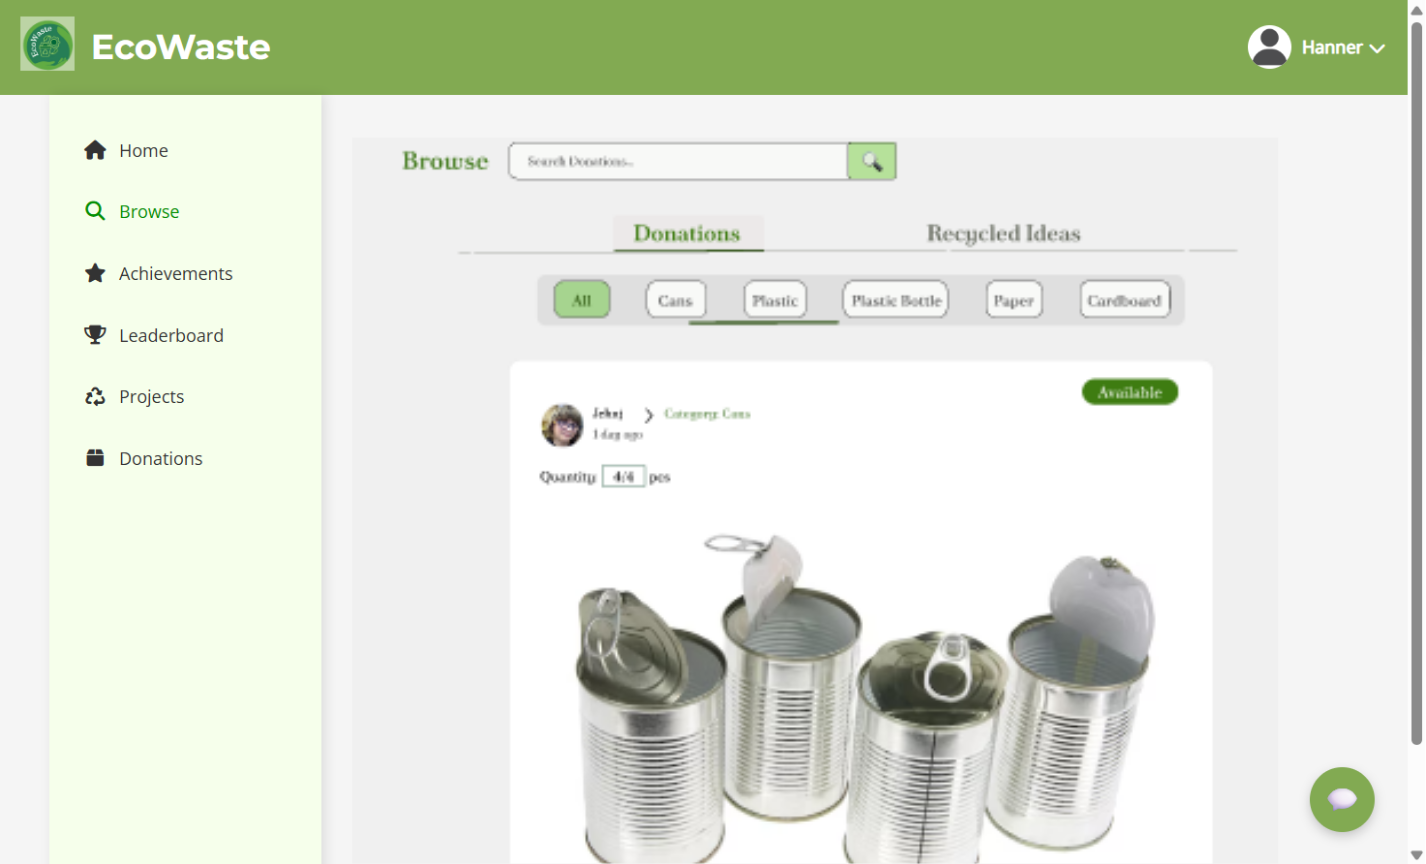 EcoWaste
EcoWaste
Hanner
Home
Browse
Achievements
Leaderboard
Projects
Donations
Browse
Search Donations...
Donations
Recycled Ideas
All
Cans
Plastic
Plastic Bottle
Paper
Cardboard
Available
Category: Cans
1 day ago
Quantity: 4/4 pcs